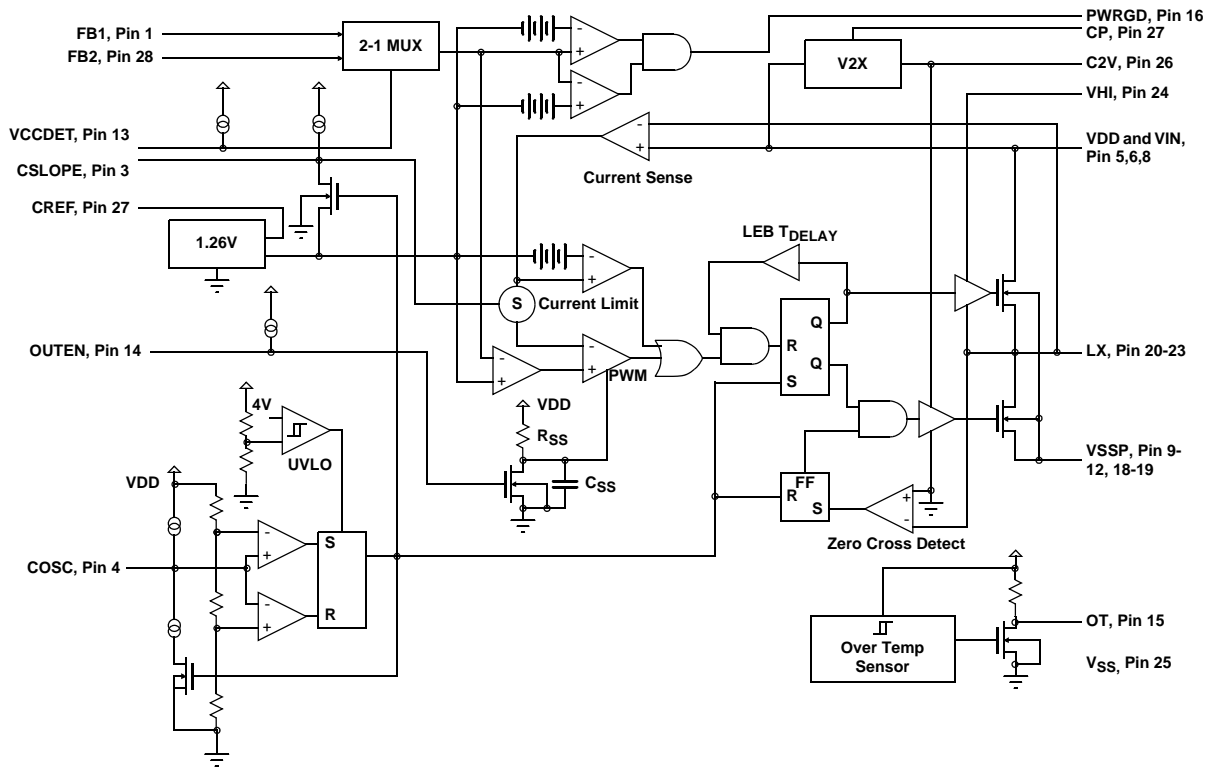 FB1, Pin 1
FB2, Pin 28
2-1 MUX
-
+
-
+
PWRGD, Pin 16
CP, Pin 27
V2X
C2V, Pin 26
VHI, Pin 24
VCCDET, Pin 13
-
+
Current Sense
VDD and VIN,
Pin 5,6,8
CSLOPE, Pin 3
CREF, Pin 27
1.26V
LEB TDELAY
-
+
S
Current Limit
Q
R
Q
S
OUTEN, Pin 14
-
+
-
+
PWM
LX, Pin 20-23
4V
UVLO
VDD
RSS
CSS
VSSP, Pin 9-
12, 18-19
VDD
FF
R
S
+
-
Zero Cross Detect
COSC, Pin 4
-
+
-
+
S
R
Over Temp
Sensor
OT, Pin 15
VSS, Pin 25